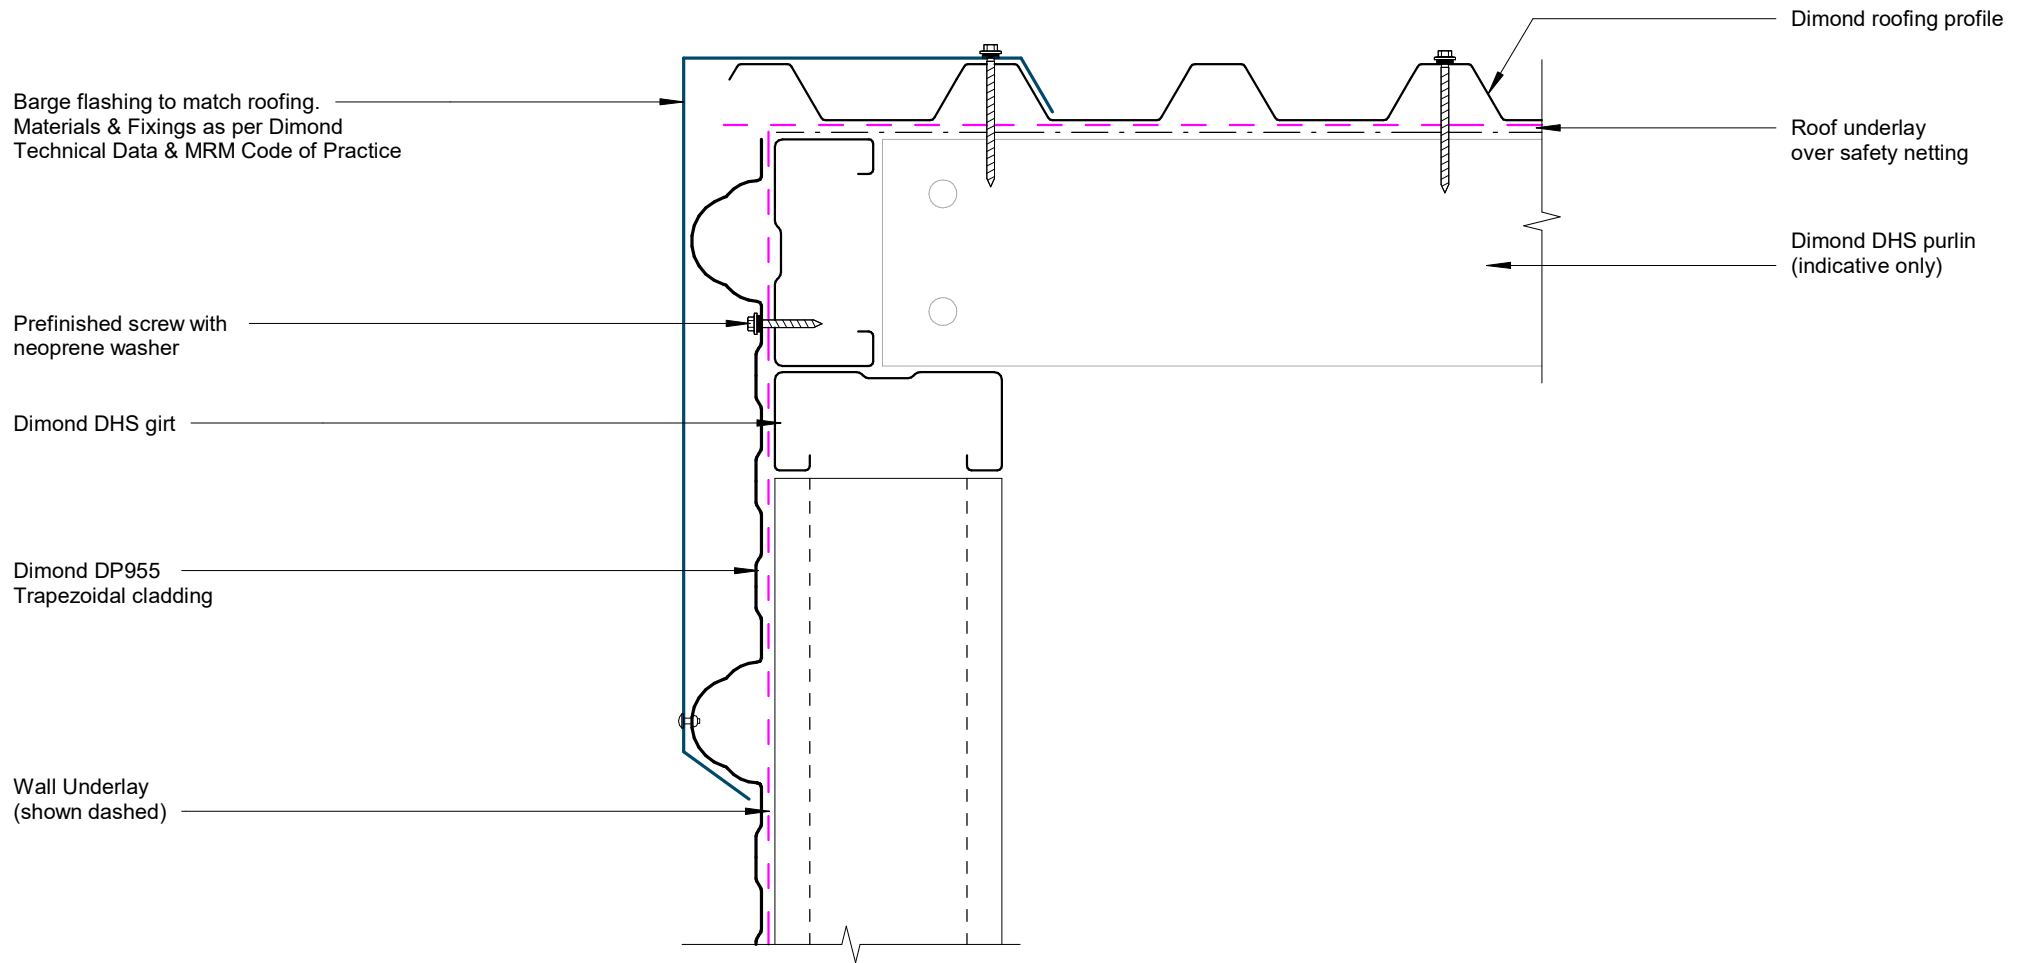 Dimond roofing profile
Barge flashing to match roofing.
Materials & Fixings as per Dimond
Technical Data & MRM Code of Practice
Roof underlay
over safety netting
Dimond DHS purlin
(indicative only)
Prefinished screw with
neoprene washer
Dimond DHS girt
Dimond DP955
Trapezoidal cladding
Wall Underlay
(shown dashed)